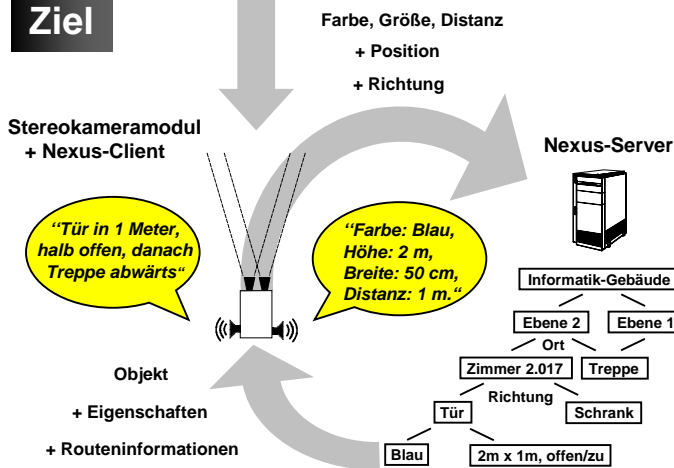 Ziel
Farbe, Größe, Distanz
+ Position
+ Richtung
Stereokameramodul
+ Nexus-Client
Nexus-Server
“Tür in 1 Meter,
halb offen, danach
Treppe abwärts“
“Farbe: Blau,
Höhe: 2 m,
Breite: 50 cm,
Distanz: 1 m.“
Informatik-Gebäude
Ebene 2
Ebene 1
Ort
Zimmer 2.017
Treppe
Richtung
Tür
Schrank
Blau
2m x 1m, offen/zu
Objekt
+ Eigenschaften
+ Routeninformationen